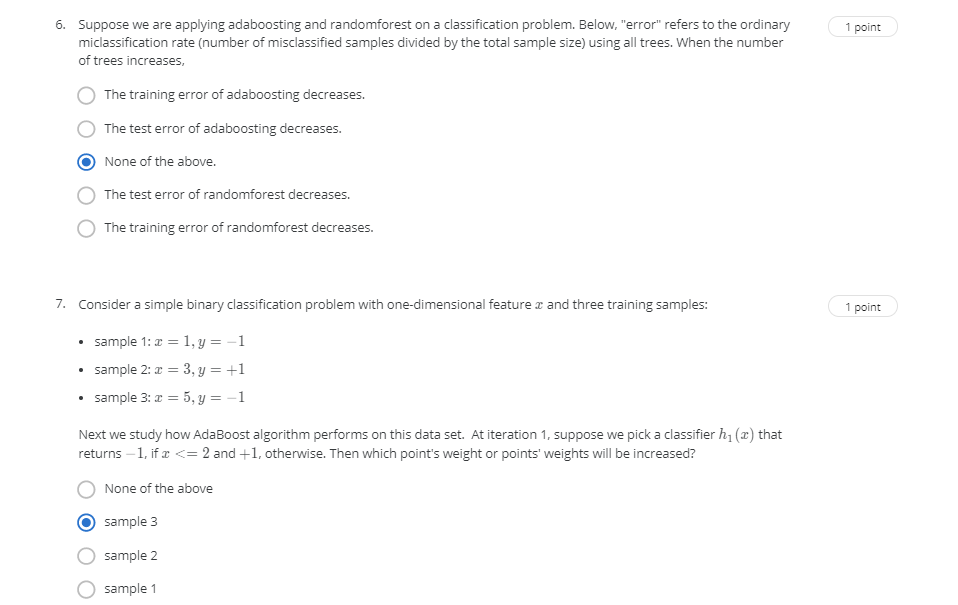 6. Suppose we are applying adaboosting and randomforest on a classification problem. Below, "error" refers to the ordinary
1 point
miclassification rate (number of misclassified samples divided by the total sample size) using all trees. When the number
of trees increases,
The training error of adaboosting decreases.
The test error of adaboosting decreases.
None of the above.
The test error of randomforest decreases.
The training error of randomforest decreases.
7. Consider a simple binary classification problem with one-dimensional feature x and three training samples:
1 point
• sample 1: x = 1, y = −1
• sample 2: x = 3, y = +1
• sample 3: x = 5, y = −1
Next we study how AdaBoost algorithm performs on this data set. At iteration 1, suppose we pick a classifier h₁(x) that
returns −1, if x <= 2 and +1, otherwise. Then which point's weight or points' weights will be increased?
None of the above
sample 3
sample 2
sample 1